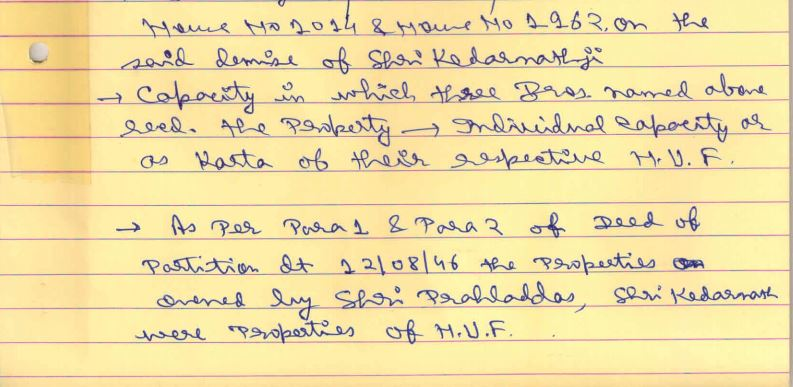 House No 2014 & House No 1962, on the
said demise of Shri Kedarnathji
→ Capacity in which three Bros. named above
recd. the Property → Individual Capacity or
as Karta of their respective H.U.F.
→ As Per Para 1 & Para 2 of Deed of
Partition dt 12/08/46 the Properties
owned by Shri Prahladdas, Shri Kedarnath
were Properties of H.U.F.